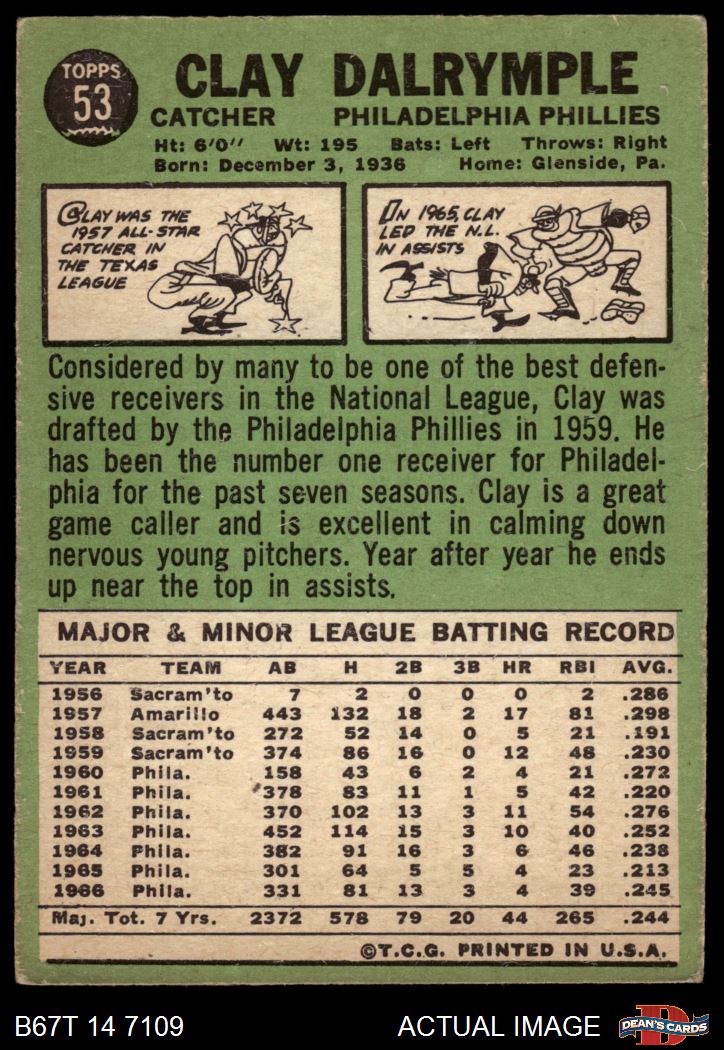 TOPPS
53
CLAY DALRYMPLE
CATCHER PHILADELPHIA PHILLIES
Ht: 6'0" Wt: 195 Bats: Left Throws: Right
Born: December 3, 1936 Home: Glenside, Pa.
CLAY WAS THE
1957 ALL-STAR
CATCHER IN
THE TEXAS
LEAGUE
IN 1965, CLAY
LED THE N.L.
IN ASSISTS
Considered by many to be one of the best defen-
sive receivers in the National League, Clay was
drafted by the Philadelphia Phillies in 1959. He
has been the number one receiver for Philadel-
phia for the past seven seasons. Clay is a great
game caller and is excellent in calming down
nervous young pitchers. Year after year he ends
up near the top in assists.
MAJOR & MINOR LEAGUE BATTING RECORD
YEAR TEAM AB H 2B 3B HR RBI AVG.
1956 Sacram'to 7 2 0 0 0 2 .286
1957 Amarillo 443 132 18 2 17 81 .298
1958 Sacram'to 272 52 14 0 5 21 .191
1959 Sacram'to 374 86 16 0 12 48 .230
1960 Phila. 158 43 6 2 4 21 .272
1961 Phila. 378 83 11 1 5 42 .220
1962 Phila. 370 102 13 3 11 54 .276
1963 Phila. 452 114 15 3 10 40 .252
1964 Phila. 382 91 16 3 6 46 .238
1965 Phila. 301 64 5 5 4 23 .213
1966 Phila. 331 81 13 3 4 39 .245
Maj. Tot. 7 Yrs. 2372 578 79 20 44 265 .244
©T.C.G. PRINTED IN U.S.A.
B67T 14 7109 ACTUAL IMAGE
D
DEAN'S CARDS